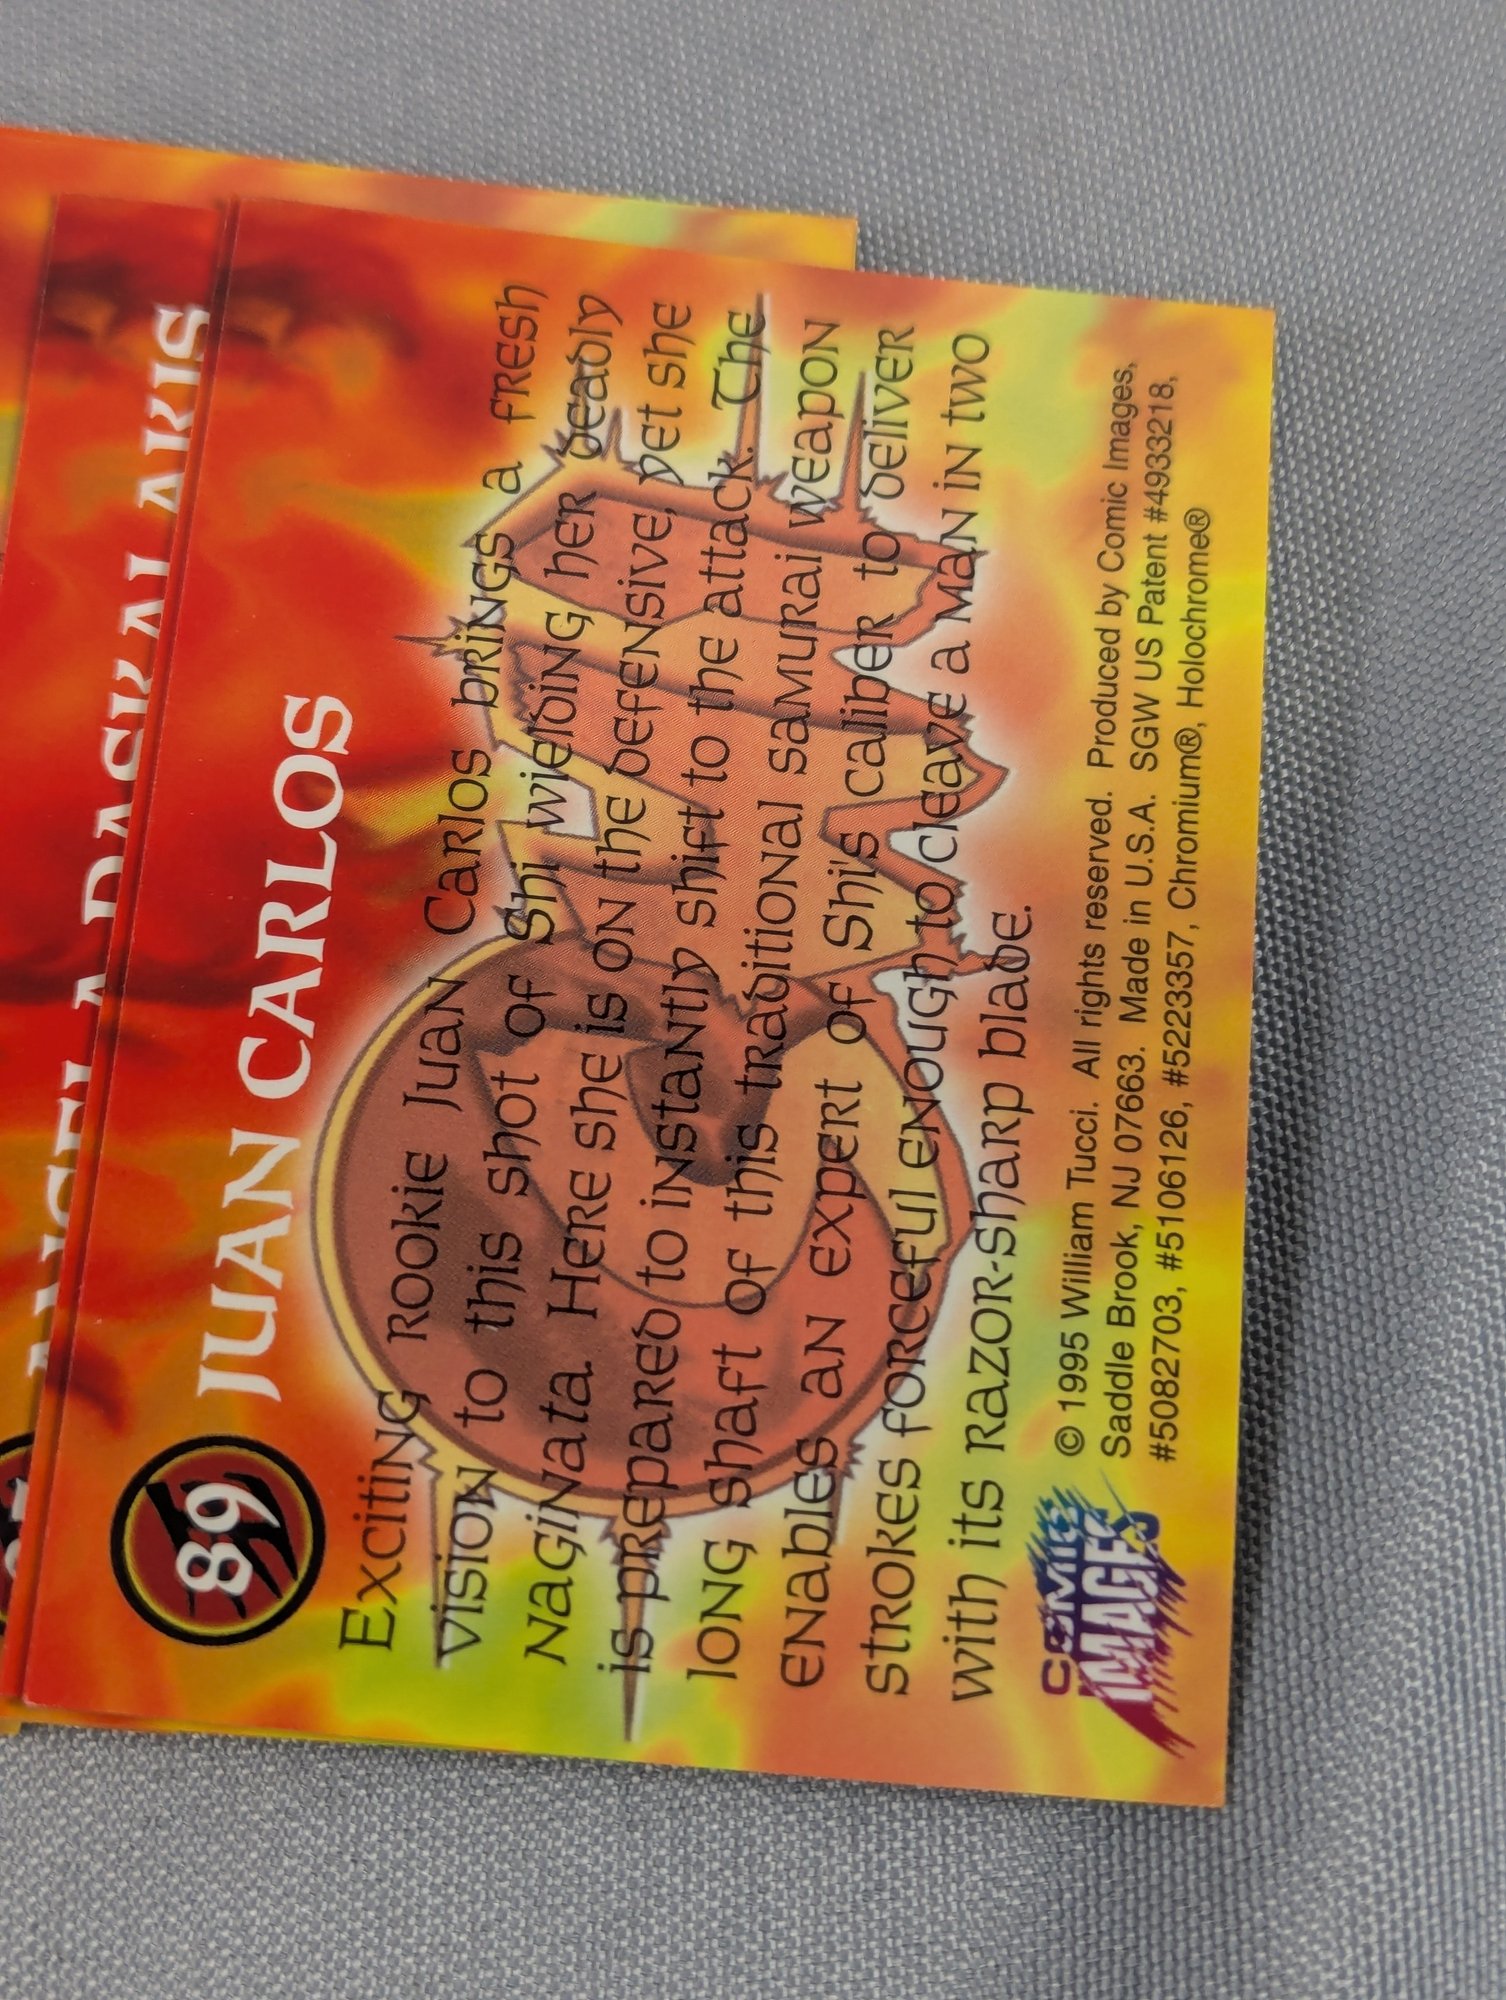 ANGELA DASKALAKIS
89
JUAN CARLOS
Exciting rookie Juan Carlos brings a fresh
vision to this shot of Shi wielding her deadly
Naginata. Here she is on the defensive, yet she
is prepared to instantly shift to the attack. The
long shaft of this traditional samurai weapon
enables an expert of Shi's caliber to deliver
strokes forceful enough to cleave a man in two
with its razor-sharp blade.
COMIC
IMAGES
© 1995 William Tucci. All rights reserved. Produced by Comic Images,
Saddle Brook, NJ 07663. Made in U.S.A. SGW US Patent #4933218,
#5082703, #5106126, #5223357, Chromium®, Holochrome®